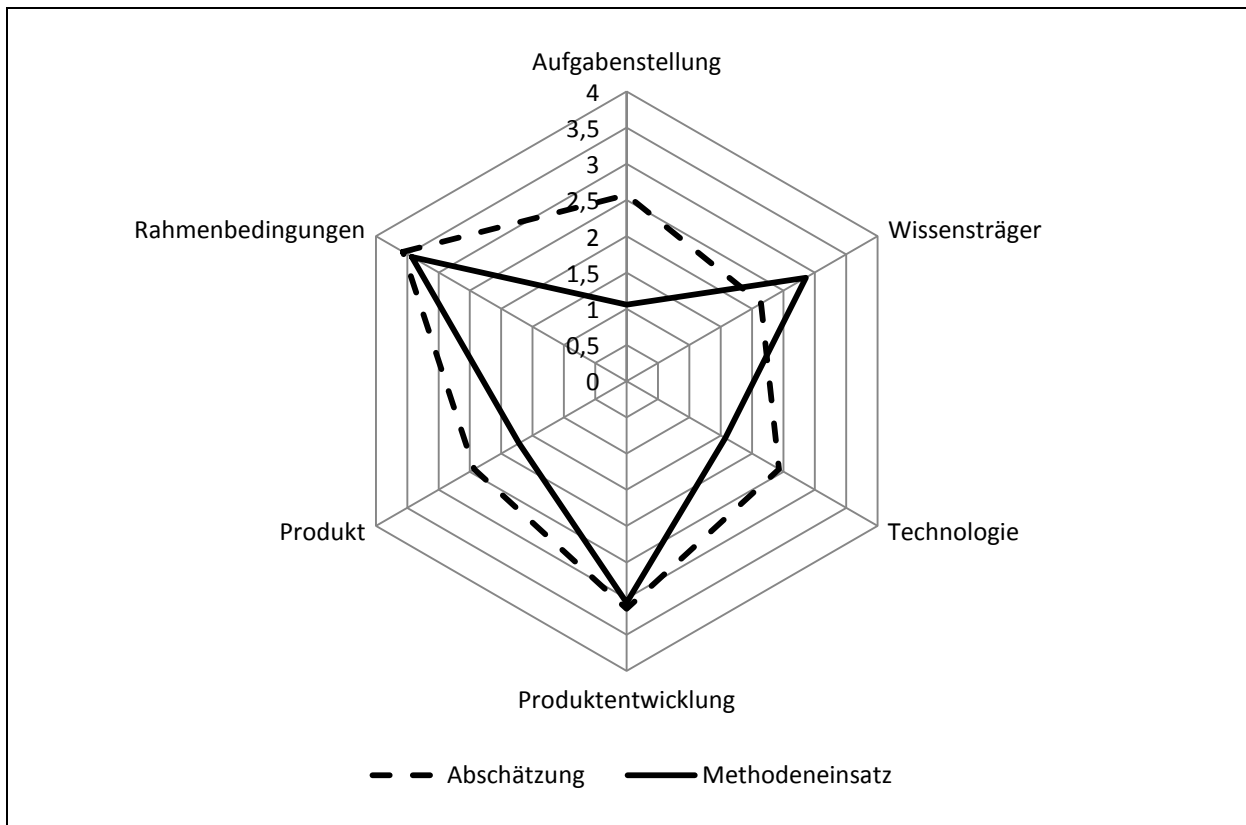 Aufgabenstellung
4
3,5
3
2,5
2
1,5
1
0,5
0
Rahmenbedingungen
Wissensträger
Produkt
Technologie
Produktentwicklung
Abschätzung Methodeneinsatz